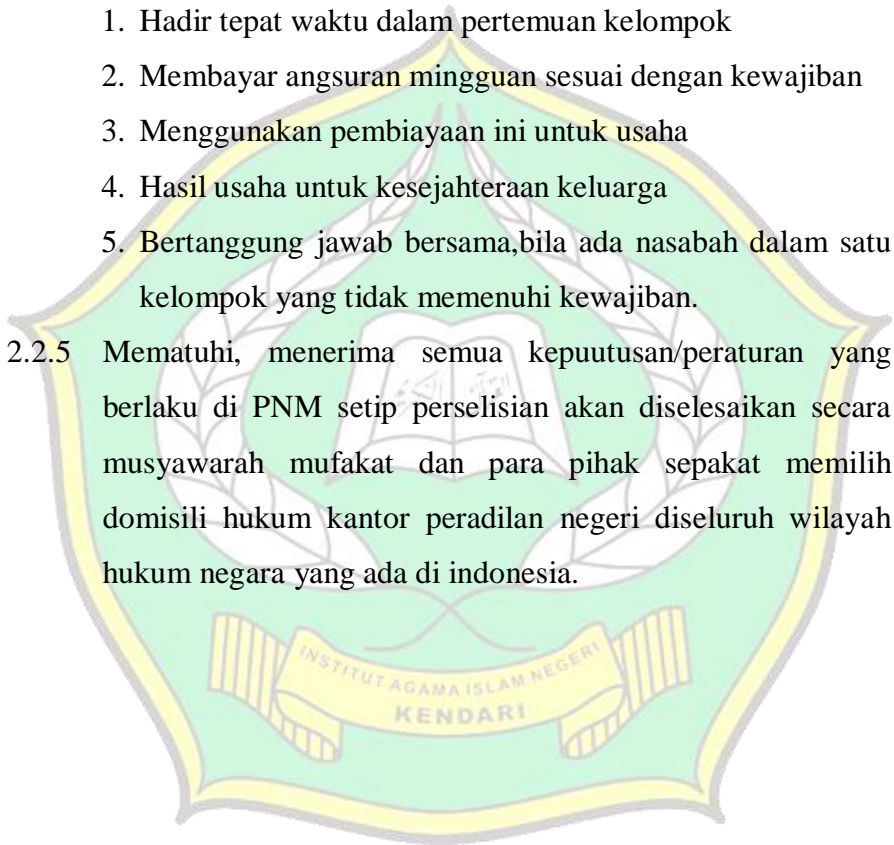 1. Hadir tepat waktu dalam pertemuan kelompok
2. Membayar angsuran mingguan sesuai dengan kewajiban
3. Menggunakan pembiayaan ini untuk usaha
4. Hasil usaha untuk kesejahteraan keluarga
5. Bertanggung jawab bersama,bila ada nasabah dalam satu
kelompok yang tidak memenuhi kewajiban.
2.2.5 Mematuhi, menerima semua kepuutusan/peraturan yang
berlaku di PNM setip perselisian akan diselesaikan secara
musyawarah mufakat dan para pihak sepakat memilih
domisili hukum kantor peradilan negeri diseluruh wilayah
hukum negara yang ada di indonesia.
INSTITUT AGAMA ISLAM NEGERI
KENDARI